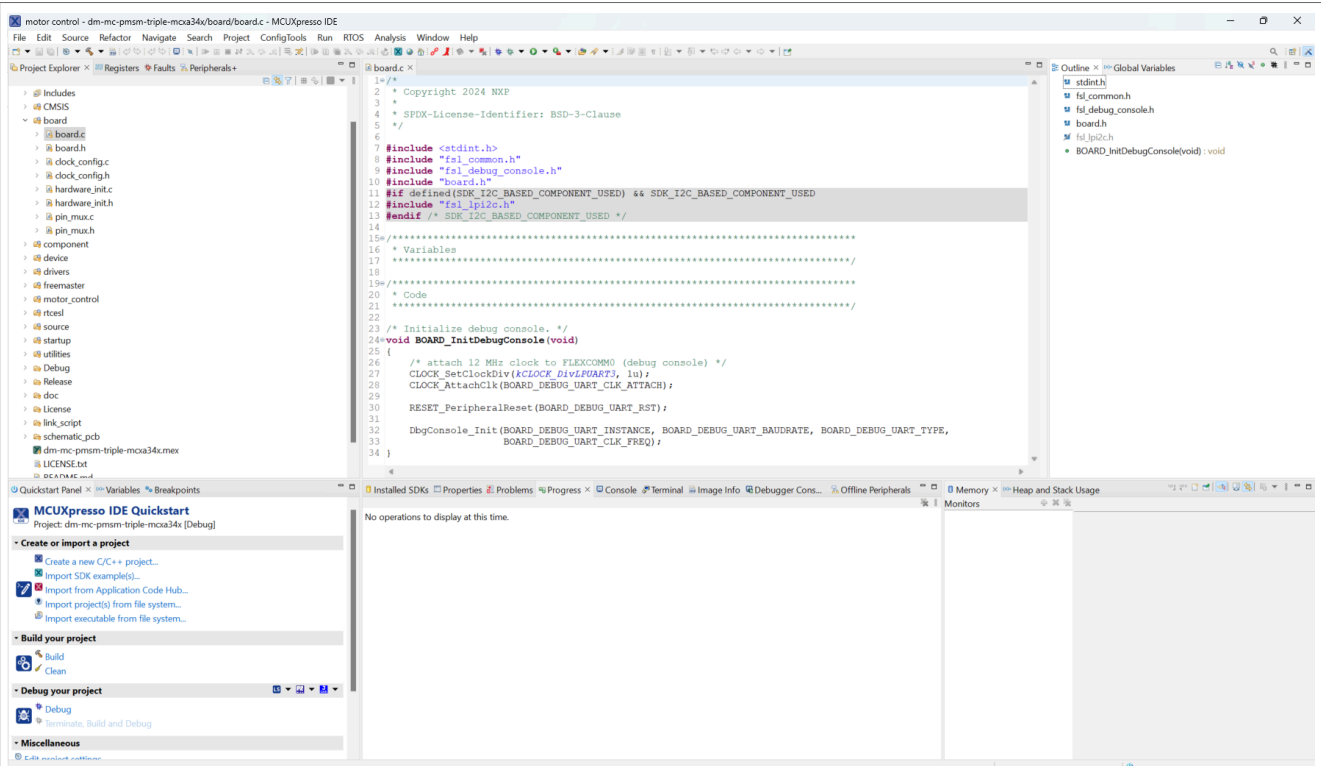 motor control - dm-mc-pmsm-triple-mcxa34x/board/board.c - MCUXpresso IDE
File Edit Source Refactor Navigate Search Project ConfigTools Run RTOS Analysis Window Help
Project Explorer Registers Faults Peripherals+
Includes
CMSIS
board
board.c
board.h
clock_config.c
clock_config.h
hardware_init.c
hardware_init.h
pin_mux.c
pin_mux.h
component
device
drivers
freemaster
motor_control
rtcesl
source
startup
utilities
Debug
Release
doc
License
link_script
schematic_pcb
dm-mc-pmsm-triple-mcxa34x.mex
LICENSE.txt
README.md
board.c
1 /*
2 * Copyright 2024 NXP
3 *
4 * SPDX-License-Identifier: BSD-3-Clause
5 */
6
7 #include <stdint.h>
8 #include "fsl_common.h"
9 #include "fsl_debug_console.h"
10 #include "board.h"
11 #if defined(SDK_I2C_BASED_COMPONENT_USED) && SDK_I2C_BASED_COMPONENT_USED
12 #include "fsl_lpi2c.h"
13 #endif /* SDK_I2C_BASED_COMPONENT_USED */
14
15 /*******************************************************************************
16 * Variables
17 ******************************************************************************/
18
19 /*******************************************************************************
20 * Code
21 ******************************************************************************/
22
23 /* Initialize debug console. */
24 void BOARD_InitDebugConsole(void)
25 {
26 /* attach 12 MHz clock to FLEXCOMM0 (debug console) */
27 CLOCK_SetClockDiv(kCLOCK_DivLPUART3, 1u);
28 CLOCK_AttachClk(BOARD_DEBUG_UART_CLK_ATTACH);
29
30 RESET_PeripheralReset(BOARD_DEBUG_UART_RST);
31
32 DbgConsole_Init(BOARD_DEBUG_UART_INSTANCE, BOARD_DEBUG_UART_BAUDRATE, BOARD_DEBUG_UART_TYPE,
33 BOARD_DEBUG_UART_CLK_FREQ);
34 }
Outline Global Variables
stdint.h
fsl_common.h
fsl_debug_console.h
board.h
fsl_lpi2c.h
BOARD_InitDebugConsole(void) : void
Quickstart Panel Variables Breakpoints
IDE
MCUXpresso IDE Quickstart
Project: dm-mc-pmsm-triple-mcxa34x [Debug]
Create or import a project
Create a new C/C++ project...
Import SDK example(s)...
Import from Application Code Hub...
Import project(s) from file system...
Import executable from file system...
Build your project
Build
Clean
Debug your project
LS
Debug
Terminate, Build and Debug
Miscellaneous
Edit project settings
Installed SDKs Properties Problems Progress Console Terminal Image Info Debugger Cons... Offline Peripherals
No operations to display at this time.
Memory Heap and Stack Usage
Monitors